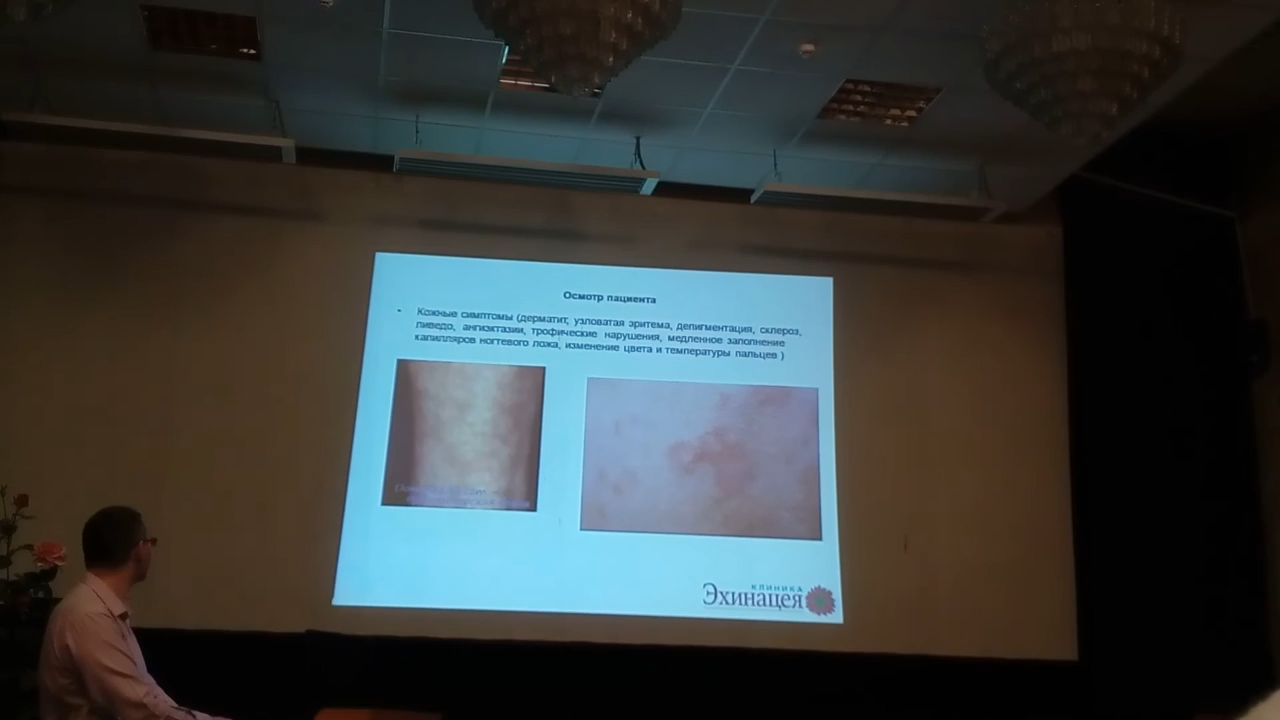 Осмотр пациента
- Кожные симптомы (дерматит, узловатая эритема, депигментация, склероз,
ливедо, ангиэктазии, трофические нарушения, медленное заполнение
капилляров ногтевого ложа, изменение цвета и температуры пальцев )
КЛИНИКА
Эхинацея